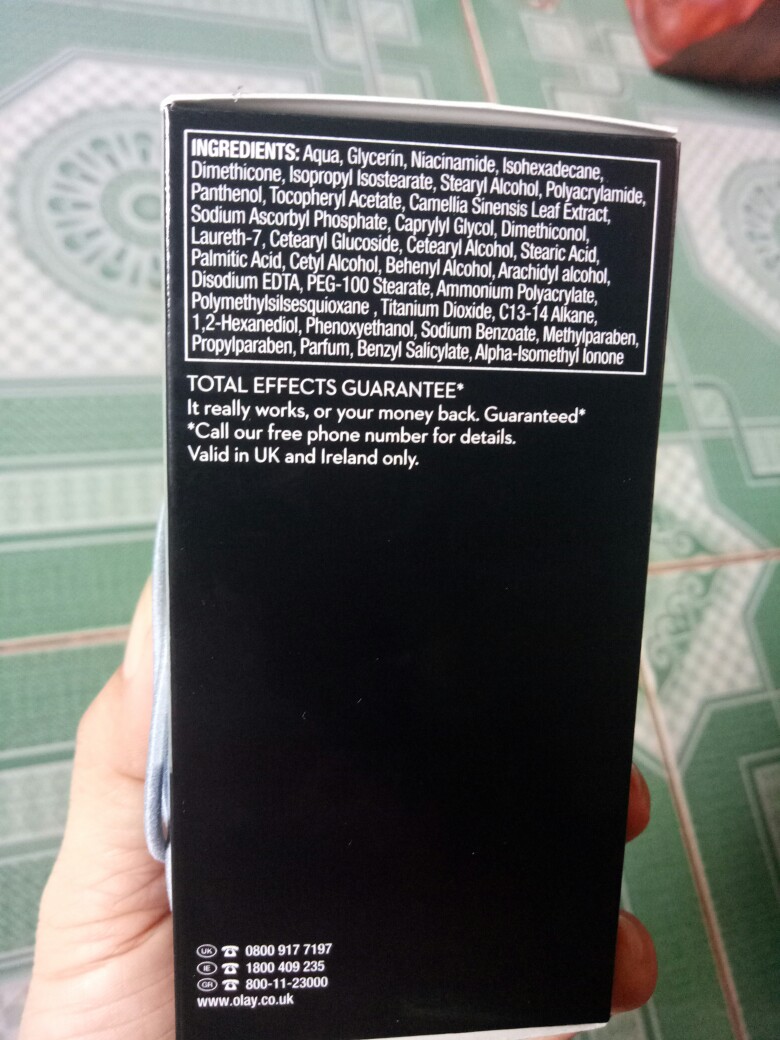 INGREDIENTS: Aqua, Glycerin, Niacinamide, Isohexadecane,
Dimethicone, Isopropyl Isostearate, Stearyl Alcohol, Polyacrylamide,
Panthenol, Tocopheryl Acetate, Camellia Sinensis Leaf Extract,
Sodium Ascorbyl Phosphate, Caprylyl Glycol, Dimethiconol,
Laureth-7, Cetearyl Glucoside, Cetearyl Alcohol, Stearic Acid,
Palmitic Acid, Cetyl Alcohol, Behenyl Alcohol, Arachidyl alcohol,
Disodium EDTA, PEG-100 Stearate, Ammonium Polyacrylate,
Polymethylsilsesquioxane , Titanium Dioxide, C13-14 Alkane,
1,2-Hexanediol, Phenoxyethanol, Sodium Benzoate, Methylparaben,
Propylparaben, Parfum, Benzyl Salicylate, Alpha-Isomethyl Ionone
TOTAL EFFECTS GUARANTEE*
It really works, or your money back. Guaranteed*
*Call our free phone number for details.
Valid in UK and Ireland only.
UK ☎ 0800 917 7197
IE ☎ 1800 409 235
GR ☎ 800-11-23000
www.olay.co.uk